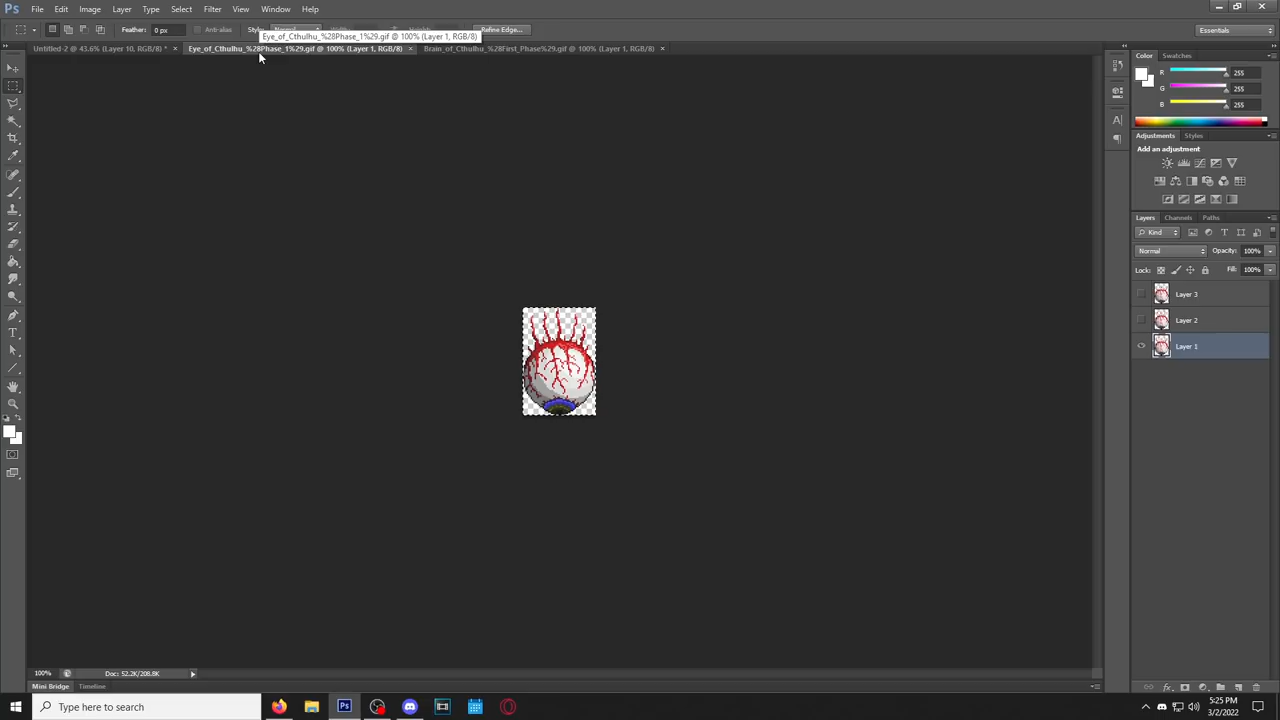 Ps File Edit Image Layer Type Select Filter View Window Help
Feather: 0 px Anti-alias Refine Edge... Essentials
Eye_of_Cthulhu_%28Phase_1%29.gif @ 100% (Layer 1, RGB/8)
Untitled-2 @ 43.6% (Layer 10, RGB/8) * × Eye_of_Cthulhu_%28Phase_1%29.gif @ 100% (Layer 1, RGB/8) × Brain_of_Cthulhu_%28First_Phase%29.gif @ 100% (Layer 1, RGB/8) ×
Color Swatches
R 255
G 255
B 255
Adjustments Styles
Add an adjustment
Layers Channels Paths
Kind
Normal Opacity: 100%
Lock: Fill: 100%
Layer 3
Layer 2
Layer 1
100% Doc: 52.2K/208.8K
Mini Bridge Timeline
Type here to search
Ps
5:25 PM
3/2/2022